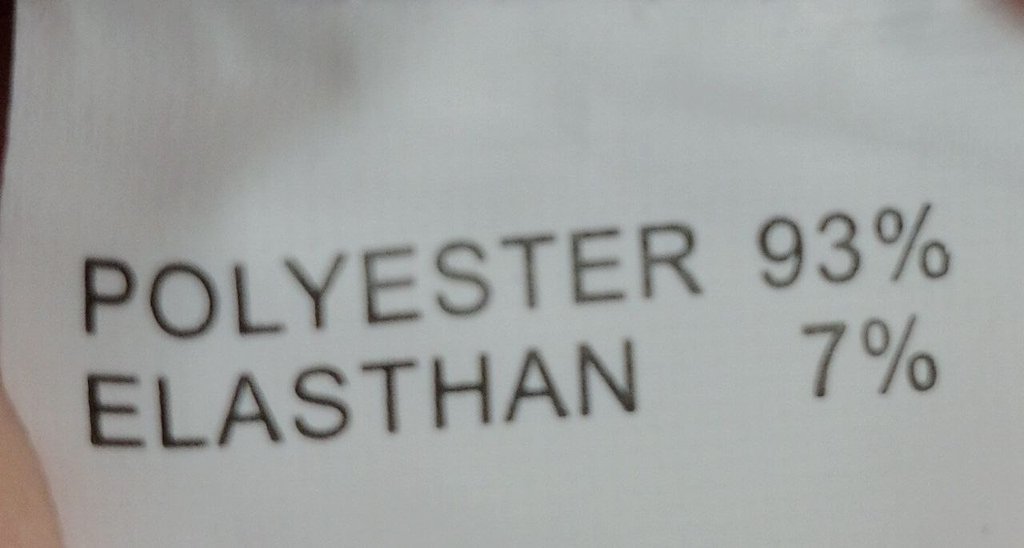 POLYESTER 93%
ELASTHAN 7%